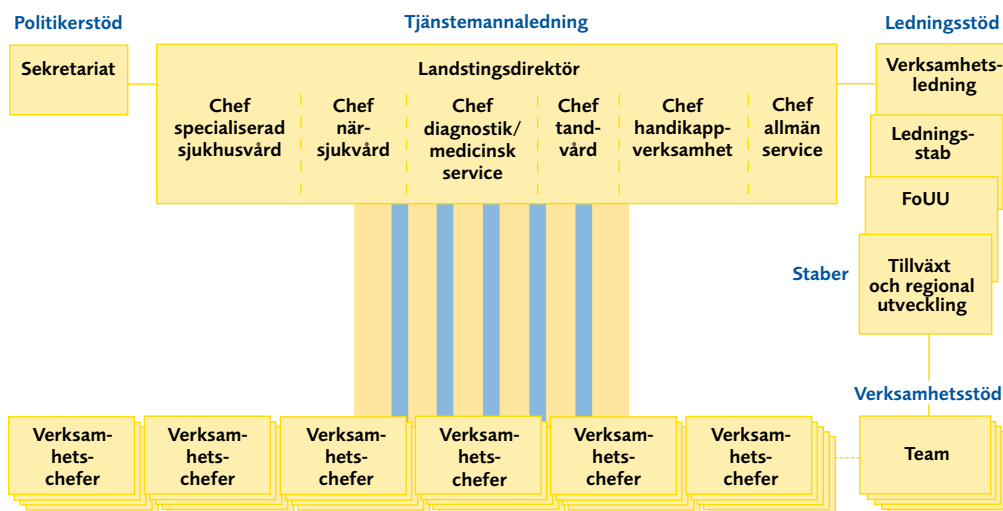 Politikerstöd
Tjänstemannaledning
Ledningsstöd
Sekretariat
Landstingsdirektör
Chef
specialiserad
sjukhusvård
Chef
när-
sjukvård
Chef
diagnostik/
medicinsk
service
Chef
tand-
vård
Chef
handikapp-
verksamhet
Chef
allmän
service
Verksamhets-
ledning
Lednings-
stab
FoUU
Staber
Tillväxt
och regional
utveckling
Verksamhetsstöd
Verksam-
hets-
chefer
Verksam-
hets-
chefer
Verksam-
hets-
chefer
Verksam-
hets-
chefer
Verksam-
hets-
chefer
Verksam-
hets-
chefer
Team